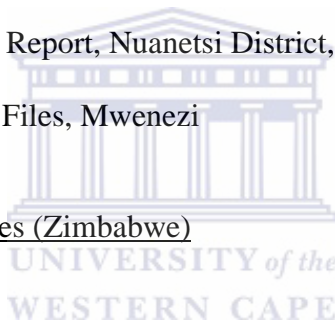 Report, Nuanetsi District,
Files, Mwenezi
es (Zimbabwe)
UNIVERSITY of the
WESTERN CAPE